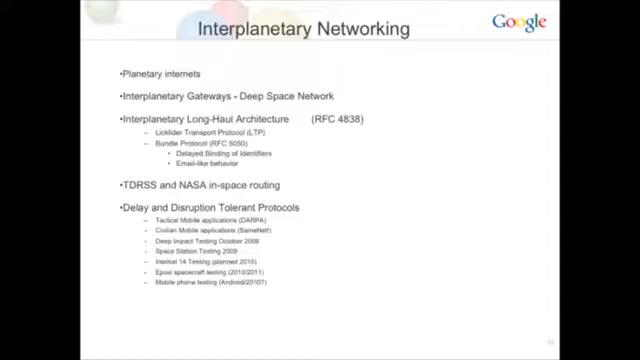 Interplanetary Networking
Google
•Planetary internets
•Interplanetary Gateways - Deep Space Network
•Interplanetary Long-Haul Architecture (RFC 4838)
– Licklider Transport Protocol (LTP)
– Bundle Protocol (RFC 5050)
• Delayed Binding of Identifiers
• Email-like behavior
•TDRSS and NASA in-space routing
•Delay and Disruption Tolerant Protocols
– Tactical Mobile applications (DARPA)
– Civilian Mobile applications (SameNet!)
– Deep Impact Testing October 2008
– Space Station Testing 2009
– Intelsat 14 Testing (planned 2010)
– Epoxi spacecraft testing (2010/2011)
– Mobile phone testing (Android/2010?)